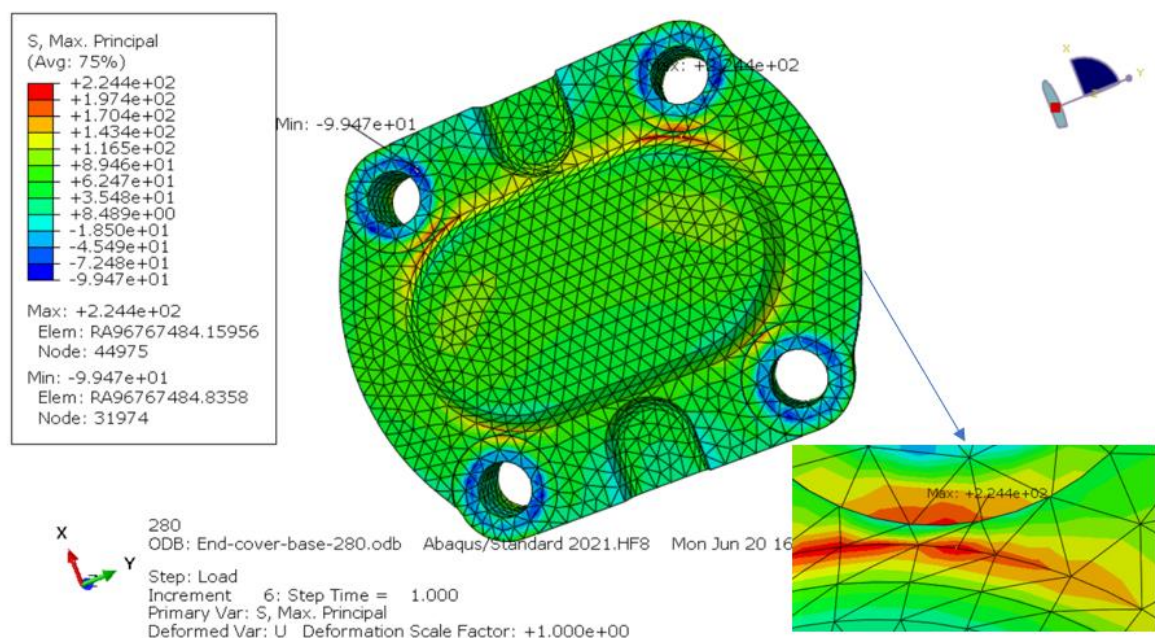 S, Max. Principal
(Avg: 75%)
+2.244e+02
+1.974e+02
+1.704e+02
+1.434e+02
+1.165e+02
+8.946e+01
+6.247e+01
+3.548e+01
+8.489e+00
-1.850e+01
-4.549e+01
-7.248e+01
-9.947e+01
Max: +2.244e+02
Elem: RA96767484.15956
Node: 44975
Min: -9.947e+01
Elem: RA96767484.8358
Node: 31974
Max: +2.244e+02
Min: -9.947e+01
X
Y
Z
Max: +2.244e+02
X
Y
280
ODB: End-cover-base-280.odb Abaqus/Standard 2021.HF8 Mon Jun 20 16
Step: Load
Increment 6: Step Time = 1.000
Primary Var: S, Max. Principal
Deformed Var: U Deformation Scale Factor: +1.000e+00